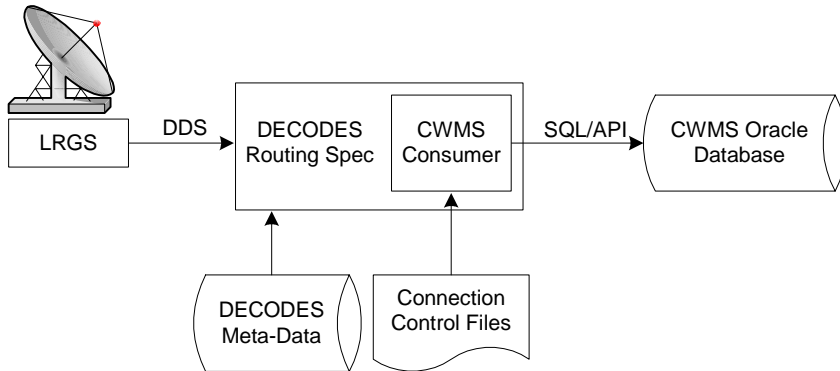 LRGS
DDS
DECODES
Routing Spec
CWMS
Consumer
SQL/API
CWMS Oracle
Database
DECODES
Meta-Data
Connection
Control Files